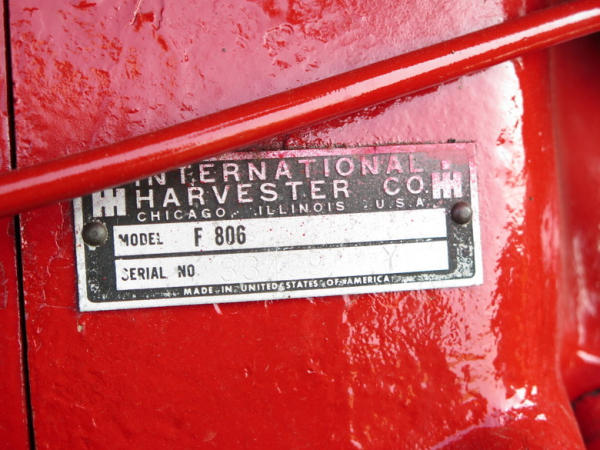 INTERNATIONAL
HARVESTER CO.
CHICAGO, ILLINOIS U.S.A.
MODEL F 806
SERIAL NO
MADE IN UNITED STATES OF AMERICA